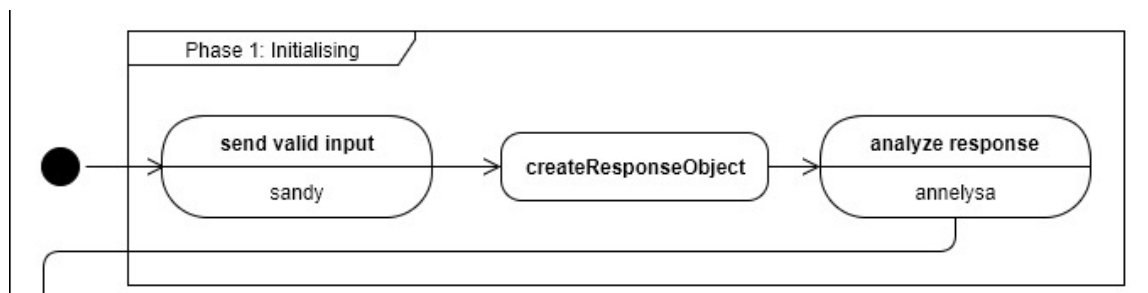 Phase 1: Initialising
send valid input
sandy
createResponseObject
analyze response
annelysa